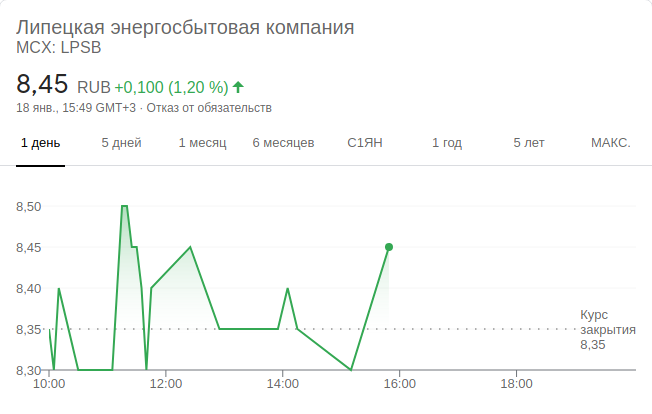 Липецкая энергосбытовая компания
MCX: LPSB
8,45 RUB +0,100 (1,20 %)
18 янв., 15:49 GMT+3 · Отказ от обязательств
1 день 5 дней 1 месяц 6 месяцев С1ЯН 1 год 5 лет МАКС.
8,50
8,45
8,40
8,35
8,30
Курс
закрытия
8,35
10:00 12:00 14:00 16:00 18:00